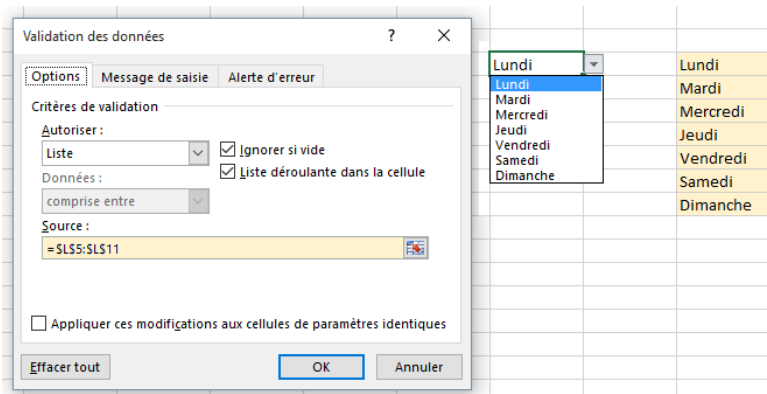 Validation des données
?
Options
Message de saisie
Alerte d'erreur
Critères de validation
Autoriser :
Liste
Ignorer si vide
Liste déroulante dans la cellule
Données :
comprise entre
Source :
=$L$5:$L$11
Appliquer ces modifications aux cellules de paramètres identiques
Effacer tout
OK
Annuler
Lundi
Lundi
Mardi
Mercredi
Jeudi
Vendredi
Samedi
Dimanche
Lundi
Mardi
Mercredi
Jeudi
Vendredi
Samedi
Dimanche